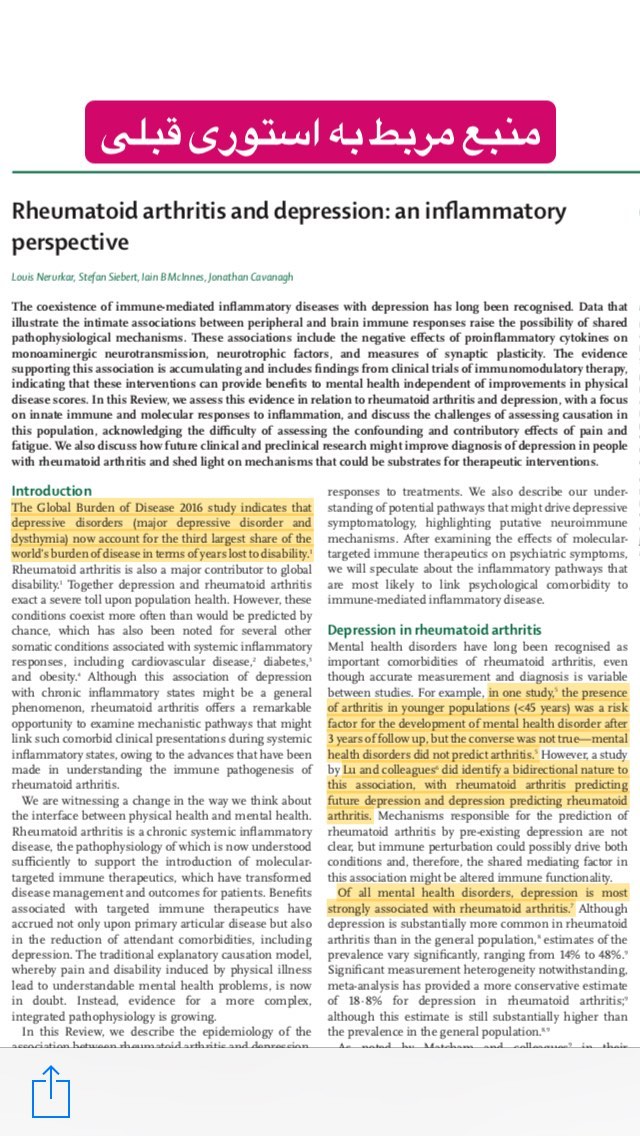 منبع مربط به استوری قبلی
Rheumatoid arthritis and depression: an inflammatory
perspective
Louis Nerurkar, Stefan Siebert, Iain B McInnes, Jonathan Cavanagh
The coexistence of immune-mediated inflammatory diseases with depression has long been recognised. Data that
illustrate the intimate associations between peripheral and brain immune responses raise the possibility of shared
pathophysiological mechanisms. These associations include the negative effects of proinflammatory cytokines on
monoaminergic neurotransmission, neurotrophic factors, and measures of synaptic plasticity. The evidence
supporting this association is accumulating and includes findings from clinical trials of immunomodulatory therapy,
indicating that these interventions can provide benefits to mental health independent of improvements in physical
disease scores. In this Review, we assess this evidence in relation to rheumatoid arthritis and depression, with a focus
on innate immune and molecular responses to inflammation, and discuss the challenges of assessing causation in
this population, acknowledging the difficulty of assessing the confounding and contributory effects of pain and
fatigue. We also discuss how future clinical and preclinical research might improve diagnosis of depression in people
with rheumatoid arthritis and shed light on mechanisms that could be substrates for therapeutic interventions.
Introduction
The Global Burden of Disease 2016 study indicates that
depressive disorders (major depressive disorder and
dysthymia) now account for the third largest share of the
world's burden of disease in terms of years lost to disability.¹
Rheumatoid arthritis is also a major contributor to global
disability.¹ Together depression and rheumatoid arthritis
exact a severe toll upon population health. However, these
conditions coexist more often than would be predicted by
chance, which has also been noted for several other
somatic conditions associated with systemic inflammatory
responses, including cardiovascular disease,² diabetes,³
and obesity.⁴ Although this association of depression
with chronic inflammatory states might be a general
phenomenon, rheumatoid arthritis offers a remarkable
opportunity to examine mechanistic pathways that might
link such comorbid clinical presentations during systemic
inflammatory states, owing to the advances that have been
made in understanding the immune pathogenesis of
rheumatoid arthritis.
We are witnessing a change in the way we think about
the interface between physical health and mental health.
Rheumatoid arthritis is a chronic systemic inflammatory
disease, the pathophysiology of which is now understood
sufficiently to support the introduction of molecular-
targeted immune therapeutics, which have transformed
disease management and outcomes for patients. Benefits
associated with targeted immune therapeutics have
accrued not only upon primary articular disease but also
in the reduction of attendant comorbidities, including
depression. The traditional explanatory causation model,
whereby pain and disability induced by physical illness
lead to understandable mental health problems, is now
in doubt. Instead, evidence for a more complex,
integrated pathophysiology is growing.
In this Review, we describe the epidemiology of the
association between rheumatoid arthritis and depression,
responses to treatments. We also describe our under-
standing of potential pathways that might drive depressive
symptomatology, highlighting putative neuroimmune
mechanisms. After examining the effects of molecular-
targeted immune therapeutics on psychiatric symptoms,
we will speculate about the inflammatory pathways that
are most likely to link psychological comorbidity to
immune-mediated inflammatory disease.
Depression in rheumatoid arthritis
Mental health disorders have long been recognised as
important comorbidities of rheumatoid arthritis, even
though accurate measurement and diagnosis is variable
between studies. For example, in one study,⁵ the presence
of arthritis in younger populations (<45 years) was a risk
factor for the development of mental health disorder after
3 years of follow up, but the converse was not true—mental
health disorders did not predict arthritis.⁵ However, a study
by Lu and colleagues⁶ did identify a bidirectional nature to
this association, with rheumatoid arthritis predicting
future depression and depression predicting rheumatoid
arthritis. Mechanisms responsible for the prediction of
rheumatoid arthritis by pre-existing depression are not
clear, but immune perturbation could possibly drive both
conditions and, therefore, the shared mediating factor in
this association might be altered immune functionality.
Of all mental health disorders, depression is most
strongly associated with rheumatoid arthritis.⁷ Although
depression is substantially more common in rheumatoid
arthritis than in the general population,⁸ estimates of the
prevalence vary significantly, ranging from 14% to 48%.⁹
Significant measurement heterogeneity notwithstanding,
meta-analysis has provided a more conservative estimate
of 18·8% for depression in rheumatoid arthritis;⁹
although this estimate is still substantially higher than
the prevalence in the general population.⁸˒⁹
As noted by Matcham and colleagues⁹ in their